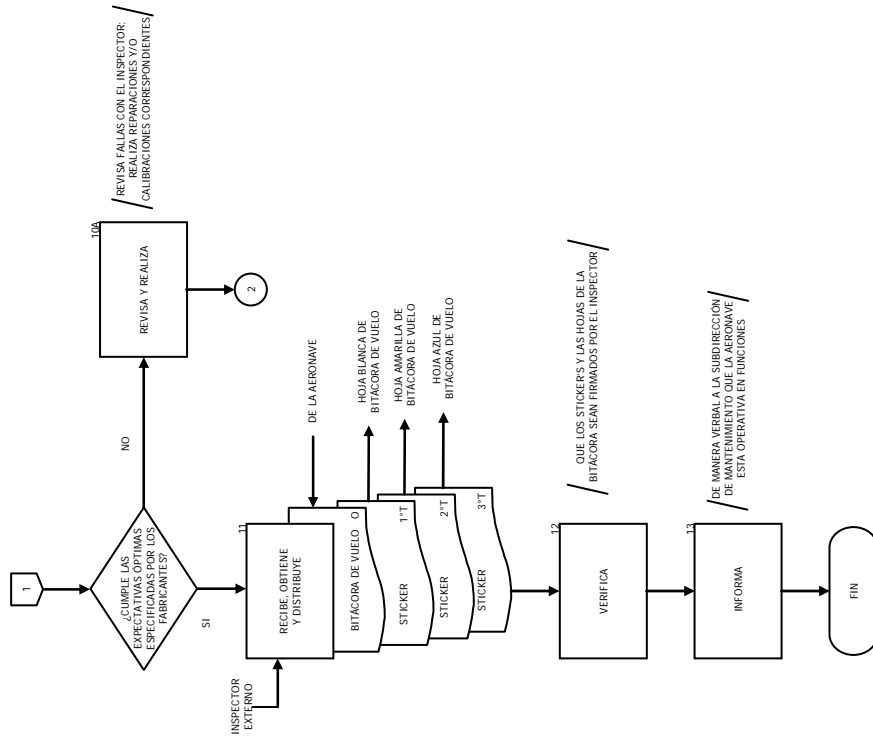 1
¿CUMPLE LAS
EXPECTATIVAS ÓPTIMAS
ESPECIFICADAS POR LOS
FABRICANTES?
NO
SI
10A
REVISA Y REALIZA
REVISA FALLAS CON EL INSPECTOR;
REALIZA REPARACIONES Y/O
CALIBRACIONES CORRESPONDIENTES
2
INSPECTOR
EXTERNO
11
RECIBE, OBTIENE
Y DISTRIBUYE
DE LA AERONAVE
BITÁCORA DE VUELO O
HOJA BLANCA DE
BITÁCORA DE VUELO
STICKER 1°T
HOJA AMARILLA DE
BITÁCORA DE VUELO
STICKER 2°T
HOJA AZUL DE
BITÁCORA DE VUELO
STICKER 3°T
12
VERIFICA
QUE LOS STICKER'S Y LAS HOJAS DE LA
BITÁCORA SEAN FIRMADOS POR EL INSPECTOR
13
INFORMA
DE MANERA VERBAL A LA SUBDIRECCIÓN
DE MANTENIMIENTO QUE LA AERONAVE
ESTA OPERATIVA EN FUNCIONES
FIN